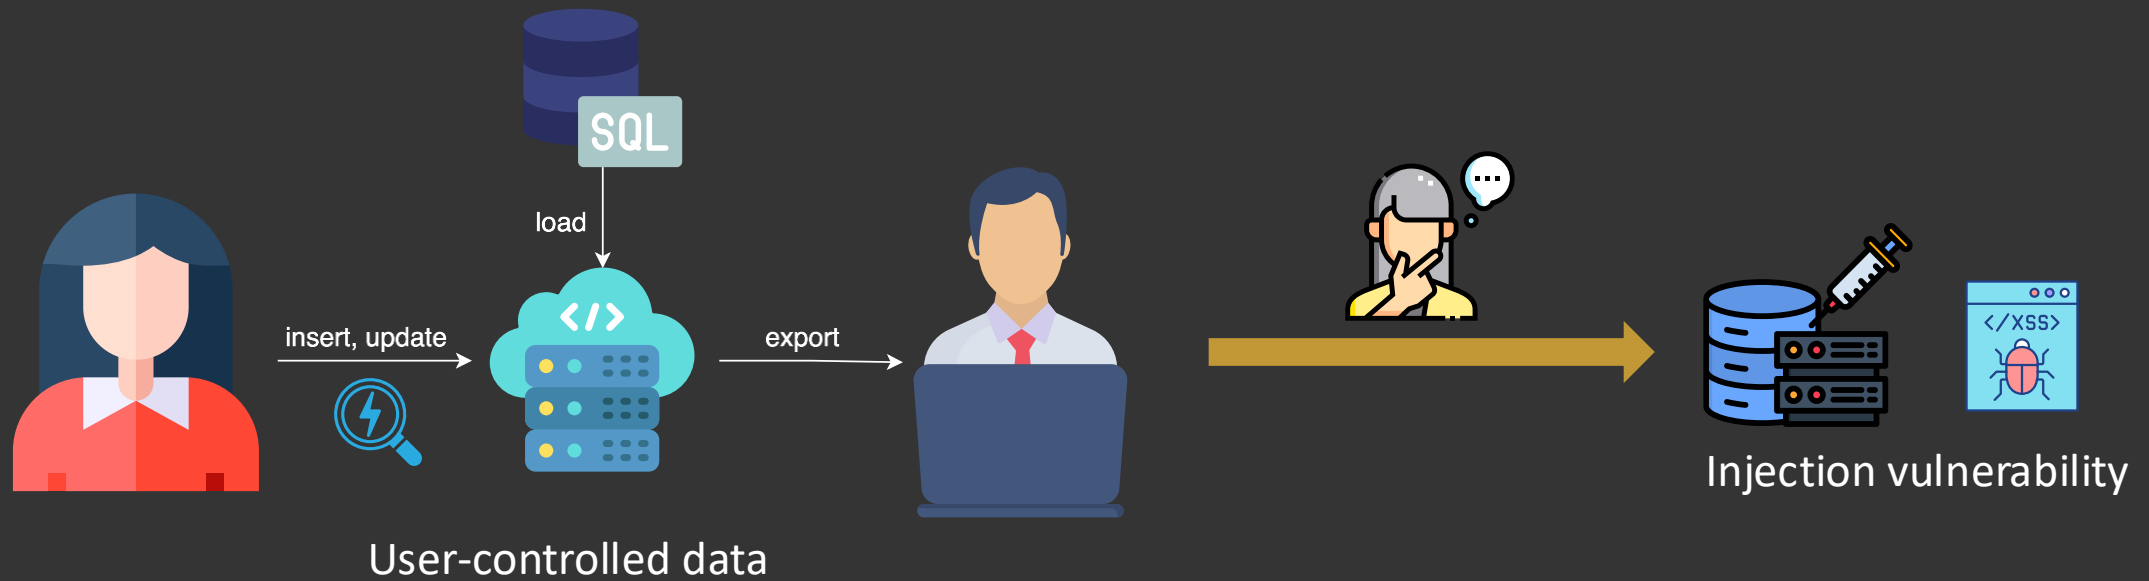 SQL
load
</>
insert, update
export
</XSS>
Injection vulnerability
User-controlled data